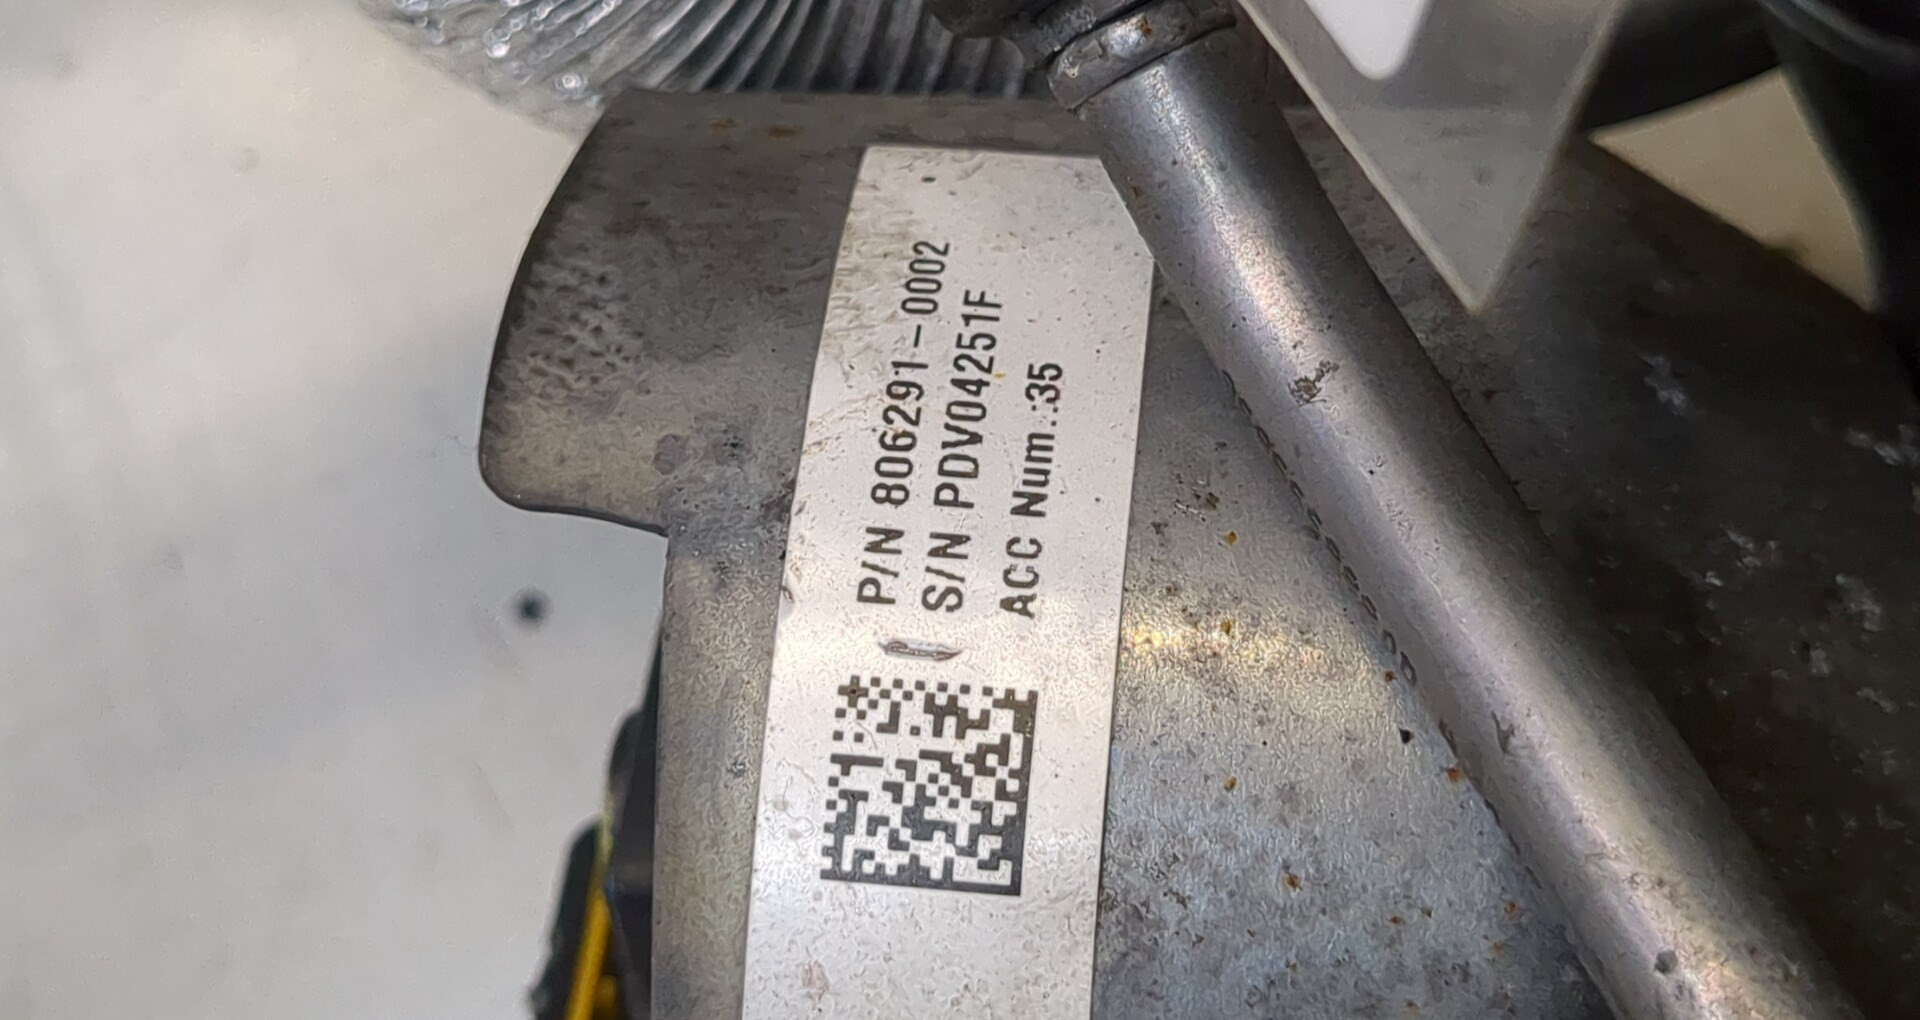 P/N 806291-0002
S/N PDV04251F
ACC Num.:35